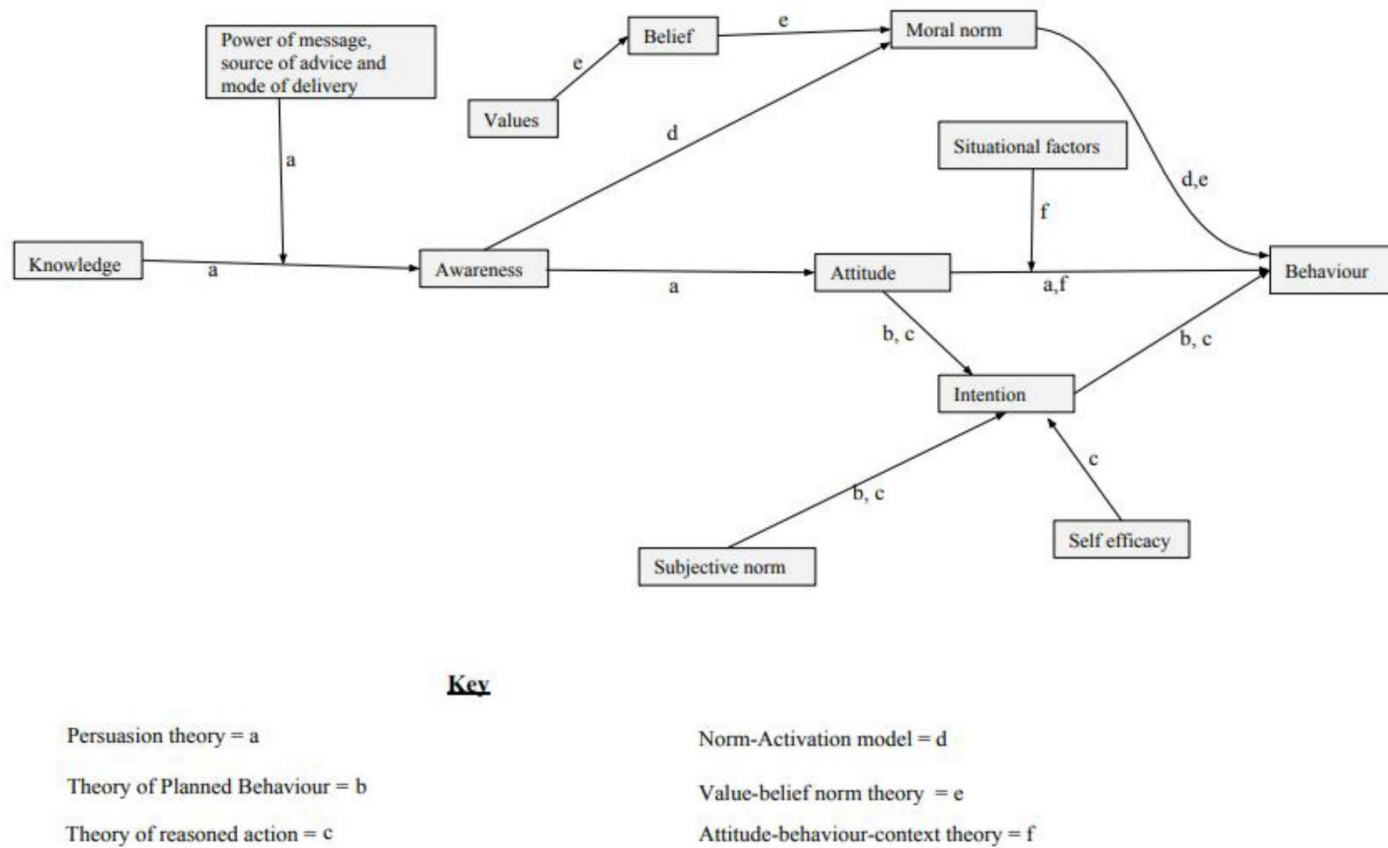 Power of message,
source of advice and
mode of delivery
Belief
e
Moral norm
e
Values
d
Situational factors
a
d,e
f
Knowledge
a
Awareness
a
Attitude
a,f
Behaviour
b, c
b, c
Intention
c
b, c
Self efficacy
Subjective norm
Key
Persuasion theory = a
Theory of Planned Behaviour = b
Theory of reasoned action = c
Norm-Activation model = d
Value-belief norm theory = e
Attitude-behaviour-context theory = f